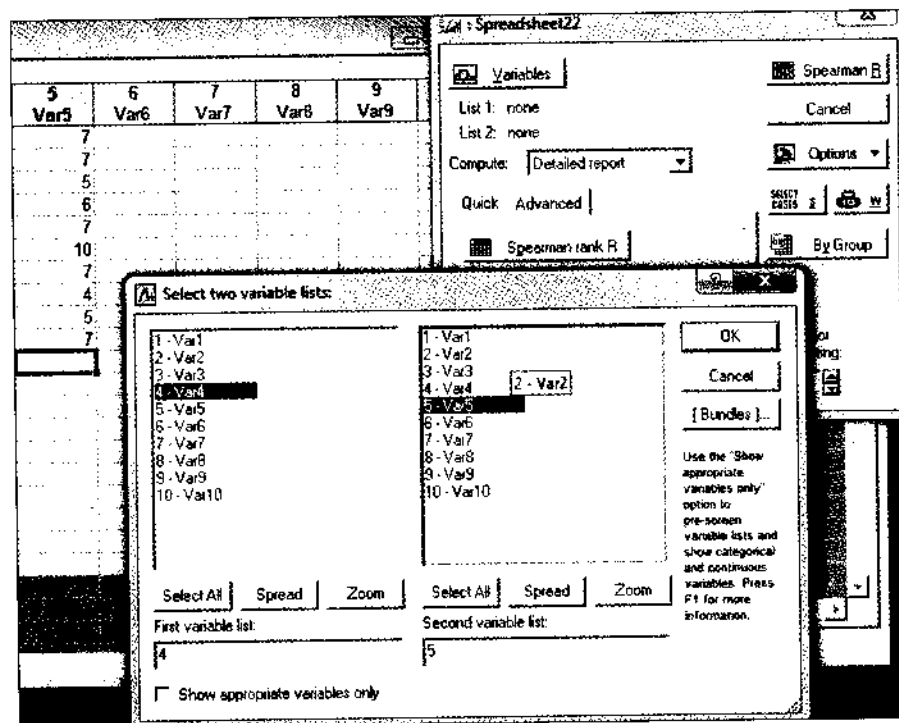 : Spreadsheet22
Variables
Spearman R
List 1: none
Cancel
List 2: none
Compute: Detailed report
Options
Quick Advanced
SELECT CASES S W
Spearman rank R
By Group
5 6 7 8 9
Var5 Var6 Var7 Var8 Var9
7
7
5
6
7
10
7
4
5
7
Select two variable lists:
1 - Var1
2 - Var2
3 - Var3
4 - Var4
5 - Var5
6 - Var6
7 - Var7
8 - Var8
9 - Var9
10 - Var10
1 - Var1
2 - Var2
3 - Var3
4 - Var4
2 - Var2
5 - Var5
6 - Var6
7 - Var7
8 - Var8
9 - Var9
10 - Var10
OK
Cancel
[ Bundles ]...
Use the "Show
appropriate
variables only"
option to
pre-screen
variable lists and
show categorical
and continuous
variables. Press
F1 for more
information.
Select All Spread Zoom
Select All Spread Zoom
First variable list:
Second variable list:
4
5
Show appropriate variables only